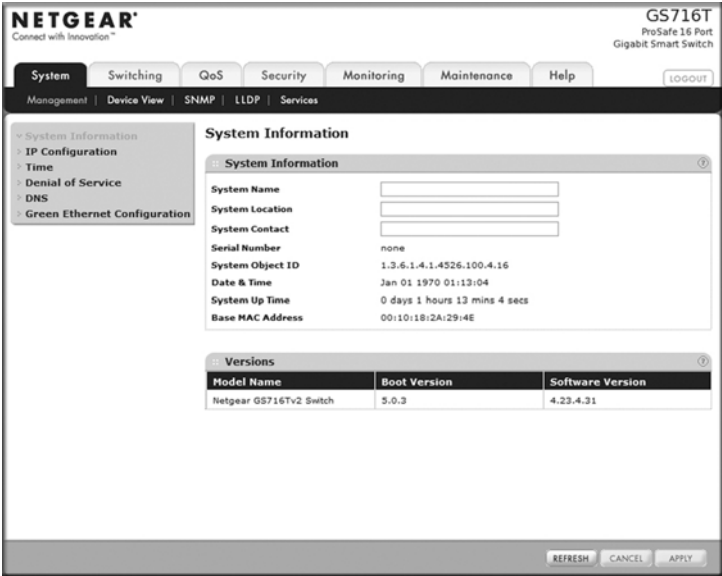 NETGEAR®
Connect with Innovation™
GS716T
ProSafe 16 Port
Gigabit Smart Switch
System Switching QoS Security Monitoring Maintenance Help LOGOUT
Management | Device View | SNMP | LLDP | Services
System Information
IP Configuration
Time
Denial of Service
DNS
Green Ethernet Configuration
System Information
System Information
System Name
System Location
System Contact
Serial Number none
System Object ID 1.3.6.1.4.1.4526.100.4.16
Date & Time Jan 01 1970 01:13:04
System Up Time 0 days 1 hours 13 mins 4 secs
Base MAC Address 00:10:18:2A:29:4E
Versions
Model Name Boot Version Software Version
Netgear GS716Tv2 Switch 5.0.3 4.23.4.31
REFRESH CANCEL APPLY